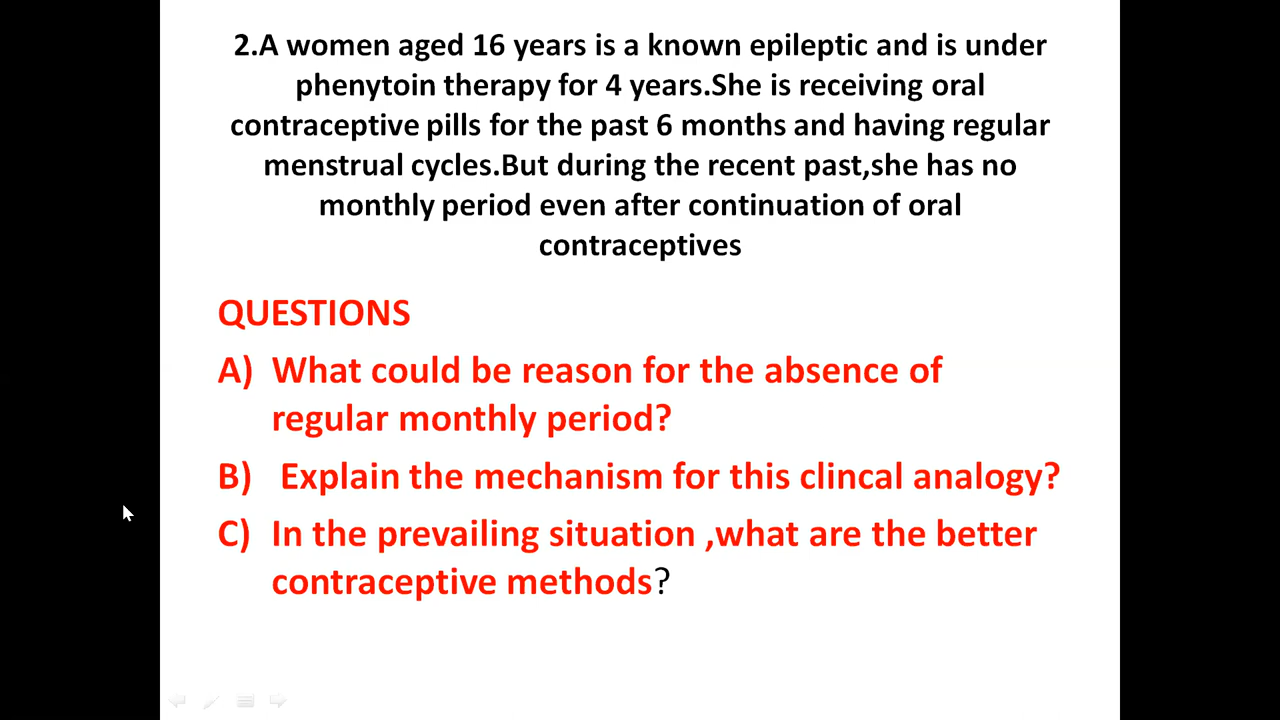 2.A women aged 16 years is a known epileptic and is under
phenytoin therapy for 4 years.She is receiving oral
contraceptive pills for the past 6 months and having regular
menstrual cycles.But during the recent past,she has no
monthly period even after continuation of oral
contraceptives
QUESTIONS
A) What could be reason for the absence of
regular monthly period?
B) Explain the mechanism for this clincal analogy?
C) In the prevailing situation ,what are the better
contraceptive methods?